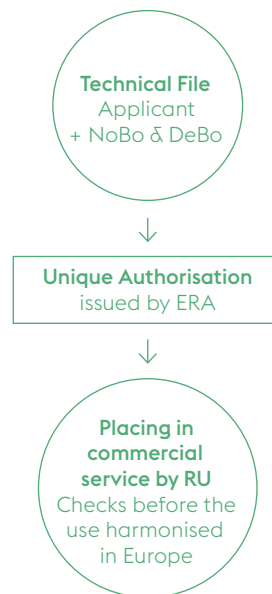 Technical File
Applicant
+ NoBo & DeBo
Unique Authorisation
issued by ERA
Placing in
commercial
service by RU
Checks before the
use harmonised
in Europe